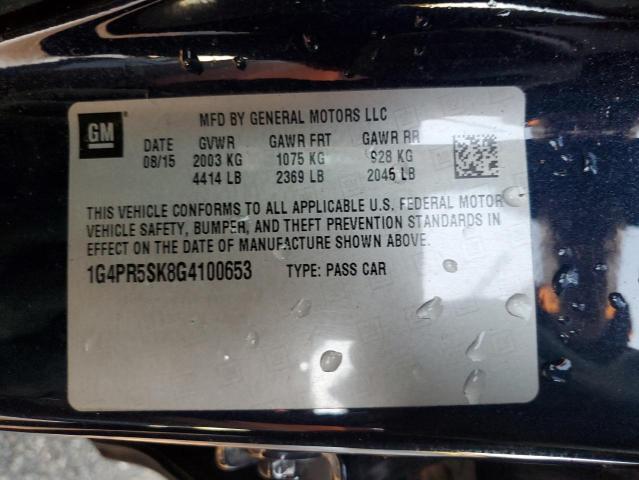 GM
MFD BY GENERAL MOTORS LLC
DATE GVWR GAWR FRT GAWR RR
08/15 2003 KG 1075 KG 928 KG
4414 LB 2369 LB 2045 LB
THIS VEHICLE CONFORMS TO ALL APPLICABLE U.S. FEDERAL MOTOR
VEHICLE SAFETY, BUMPER, AND THEFT PREVENTION STANDARDS IN
EFFECT ON THE DATE OF MANUFACTURE SHOWN ABOVE.
1G4PR5SK8G4100653 TYPE: PASS CAR